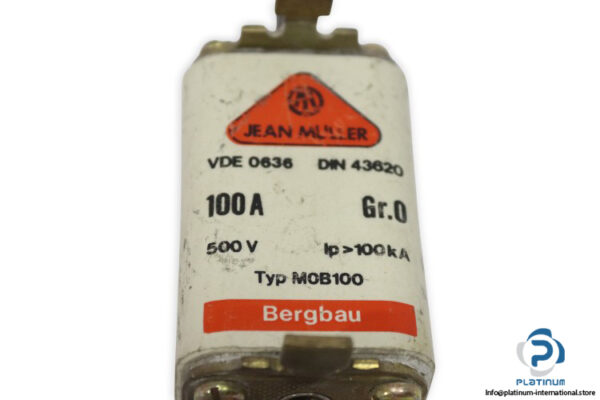 JEAN MÜLLER
VDE 0636 DIN 43620
100A Gr.0
500 V Ip>100kA
Typ M0B100
Bergbau
PLATINUM
info@platinum-international.store